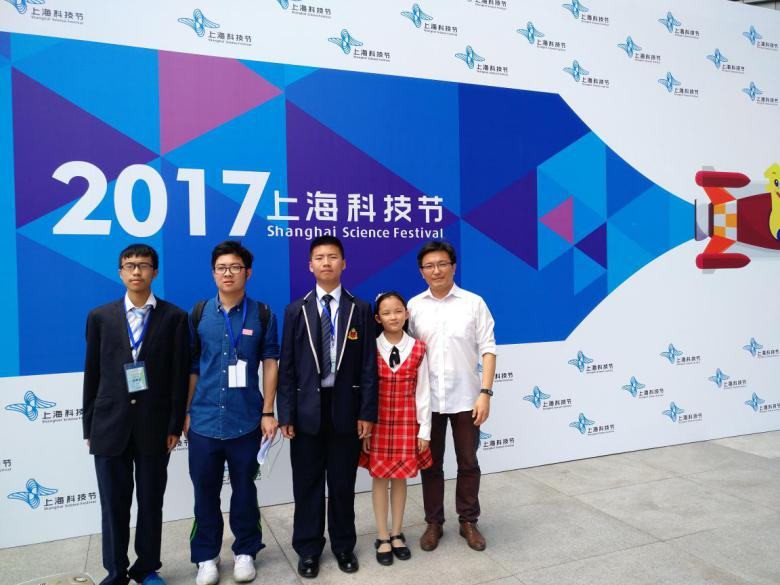 2017上海科技节
Shanghai Science Festival
上海科技节
Shanghai Science Festival